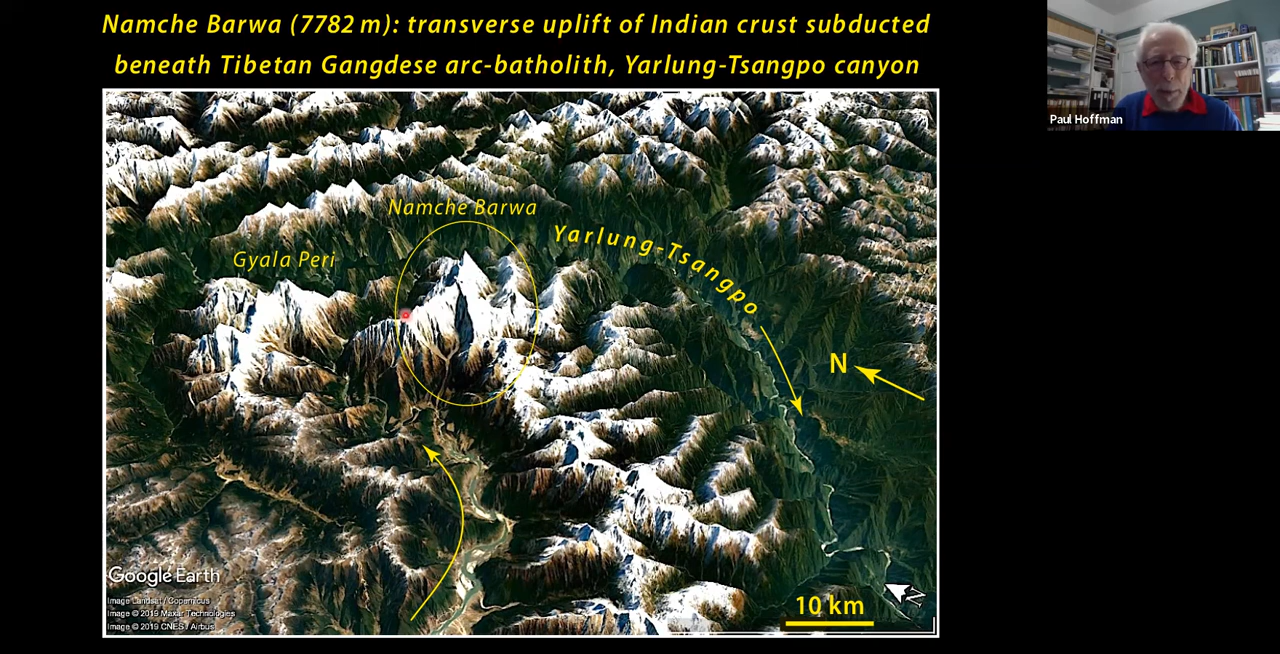 Namche Barwa (7782 m): transverse uplift of Indian crust subducted
beneath Tibetan Gangdese arc-batholith, Yarlung-Tsangpo canyon
Paul Hoffman
Namche Barwa
Yarlung-Tsangpo
Gyala Peri
N
Google Earth
Image Landsat / Copernicus
Image © 2019 Maxar Technologies
Image © 2019 CNES / Airbus
N
10 km